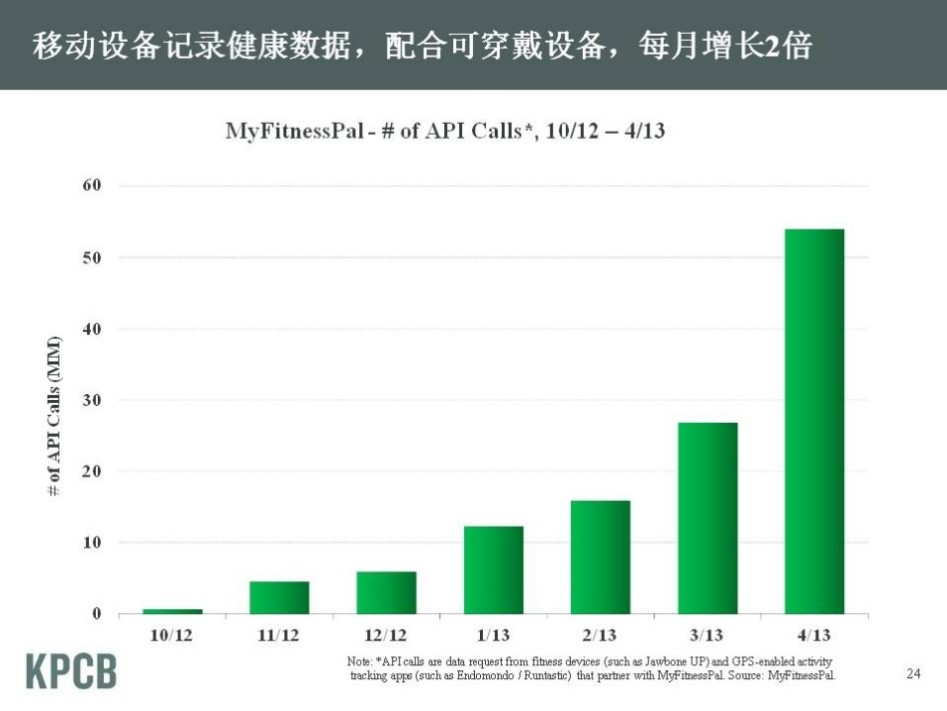 移动设备记录健康数据，配合可穿戴设备，每月增长2倍
MyFitnessPal - # of API Calls*, 10/12 – 4/13
60
50
40
30
20
10
0
# of API Calls (MM)
10/12 11/12 12/12 1/13 2/13 3/13 4/13
KPCB
Note: *API calls are data request from fitness devices (such as Jawbone UP) and GPS-enabled activity
tracking apps (such as Endomondo / Runtastic) that partner with MyFitnessPal. Source: MyFitnessPal.
24